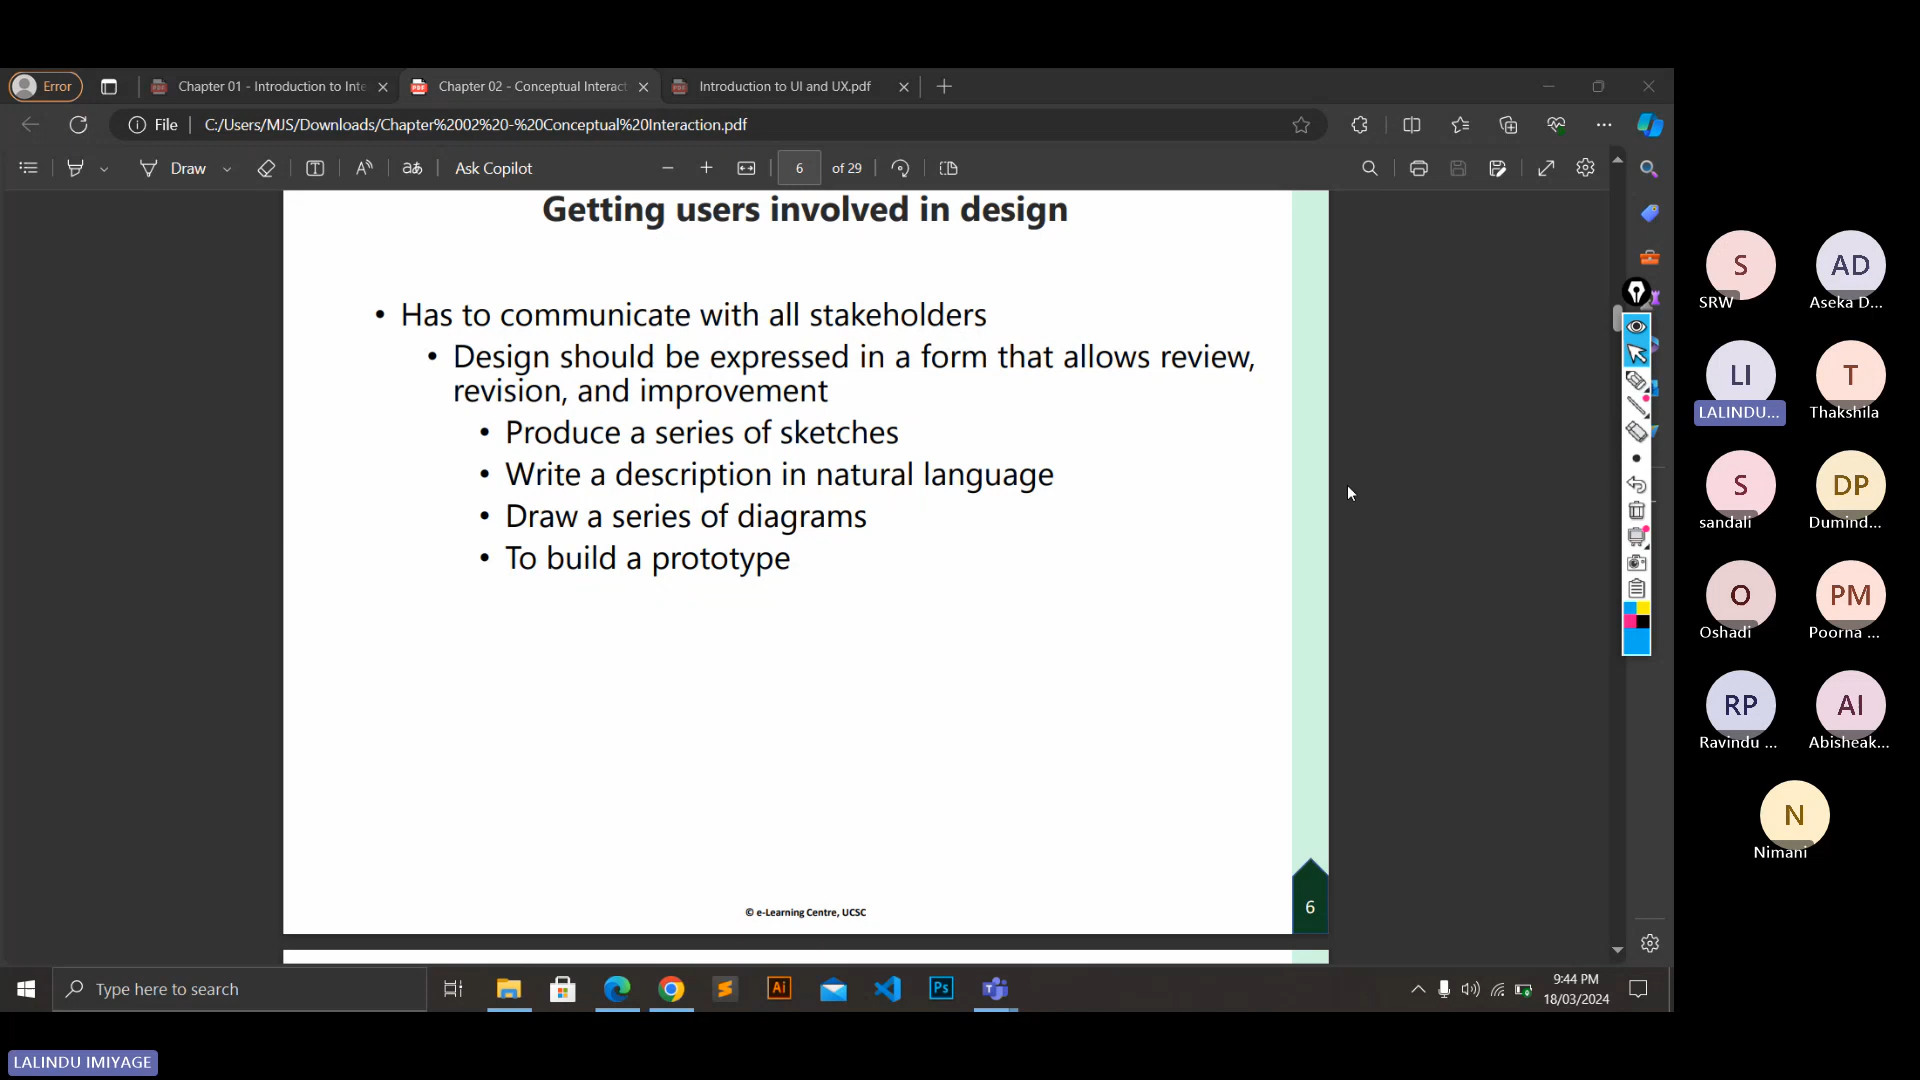 Error
Chapter 01 - Introduction to Inte
Chapter 02 - Conceptual Interact
Introduction to UI and UX.pdf
File
C:/Users/MJS/Downloads/Chapter%2002%20-%20Conceptual%20Interaction.pdf
Draw
Ask Copilot
6 of 29
Getting users involved in design
• Has to communicate with all stakeholders
• Design should be expressed in a form that allows review,
revision, and improvement
• Produce a series of sketches
• Write a description in natural language
• Draw a series of diagrams
• To build a prototype
© e-Learning Centre, UCSC
6
S
SRW
AD
Aseka D...
LI
LALINDU...
T
Thakshila
S
sandali
DP
Dumind...
O
Oshadi
PM
Poorna ...
RP
Ravindu ...
AI
Abisheak...
N
Nimani
Type here to search
Ai
Ps
9:44 PM
18/03/2024
LALINDU IMIYAGE